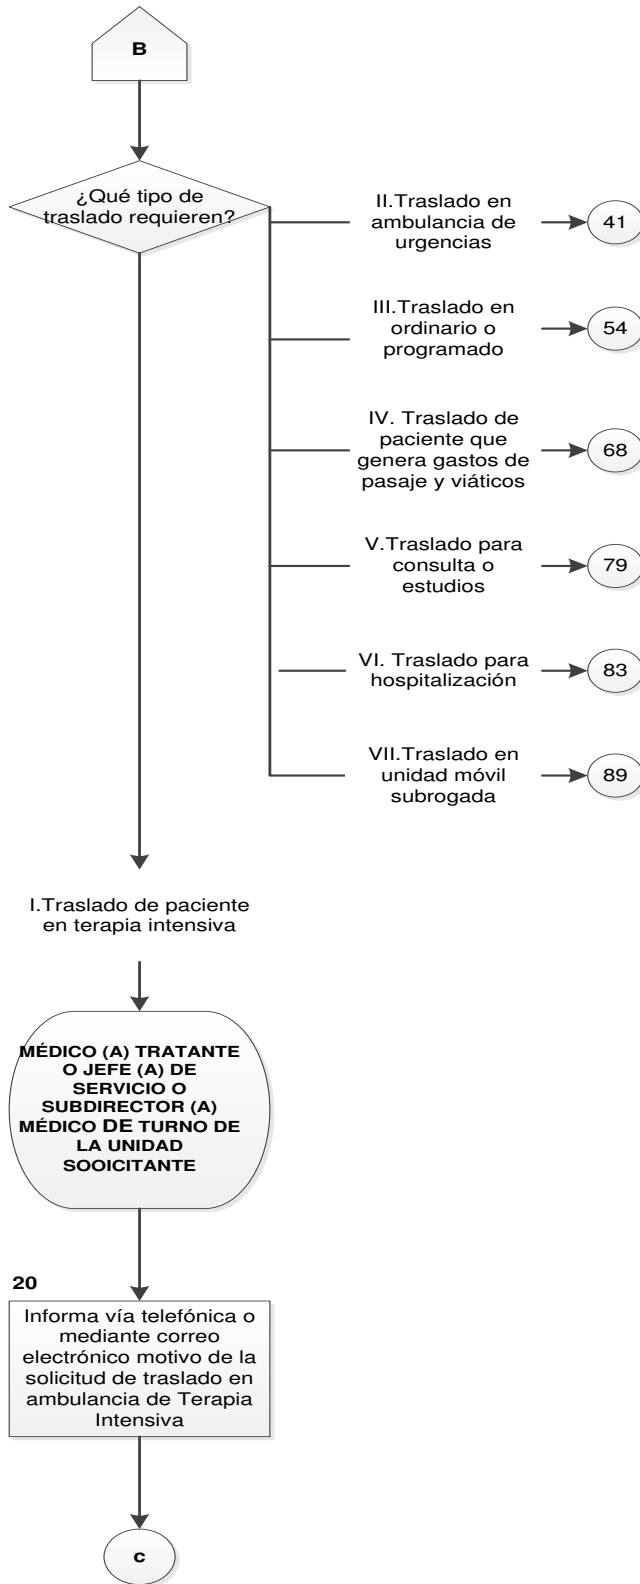 B
¿Qué tipo de
traslado requieren?
II.Traslado en
ambulancia de
urgencias
41
III.Traslado en
ordinario o
programado
54
IV. Traslado de
paciente que
genera gastos de
pasaje y viáticos
68
V.Traslado para
consulta o
estudios
79
VI. Traslado para
hospitalización
83
VII.Traslado en
unidad móvil
subrogada
89
I.Traslado de paciente
en terapia intensiva
MÉDICO (A) TRATANTE
O JEFE (A) DE
SERVICIO O
SUBDIRECTOR (A)
MÉDICO DE TURNO DE
LA UNIDAD
SOOICITANTE
20
Informa vía telefónica o
mediante correo
electrónico motivo de la
solicitud de traslado en
ambulancia de Terapia
Intensiva
c